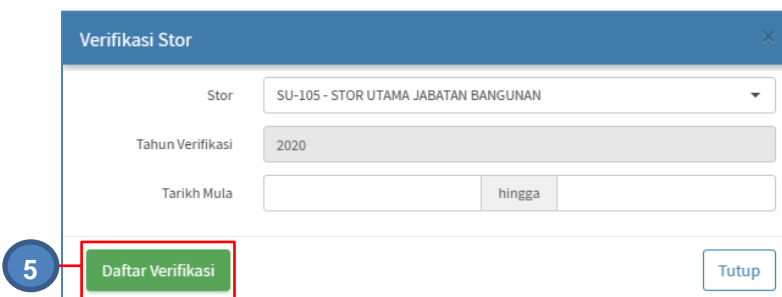 Verifikasi Stor
×
Stor SU-105 - STOR UTAMA JABATAN BANGUNAN
Tahun Verifikasi 2020
Tarikh Mula hingga
5 Daftar Verifikasi Tutup